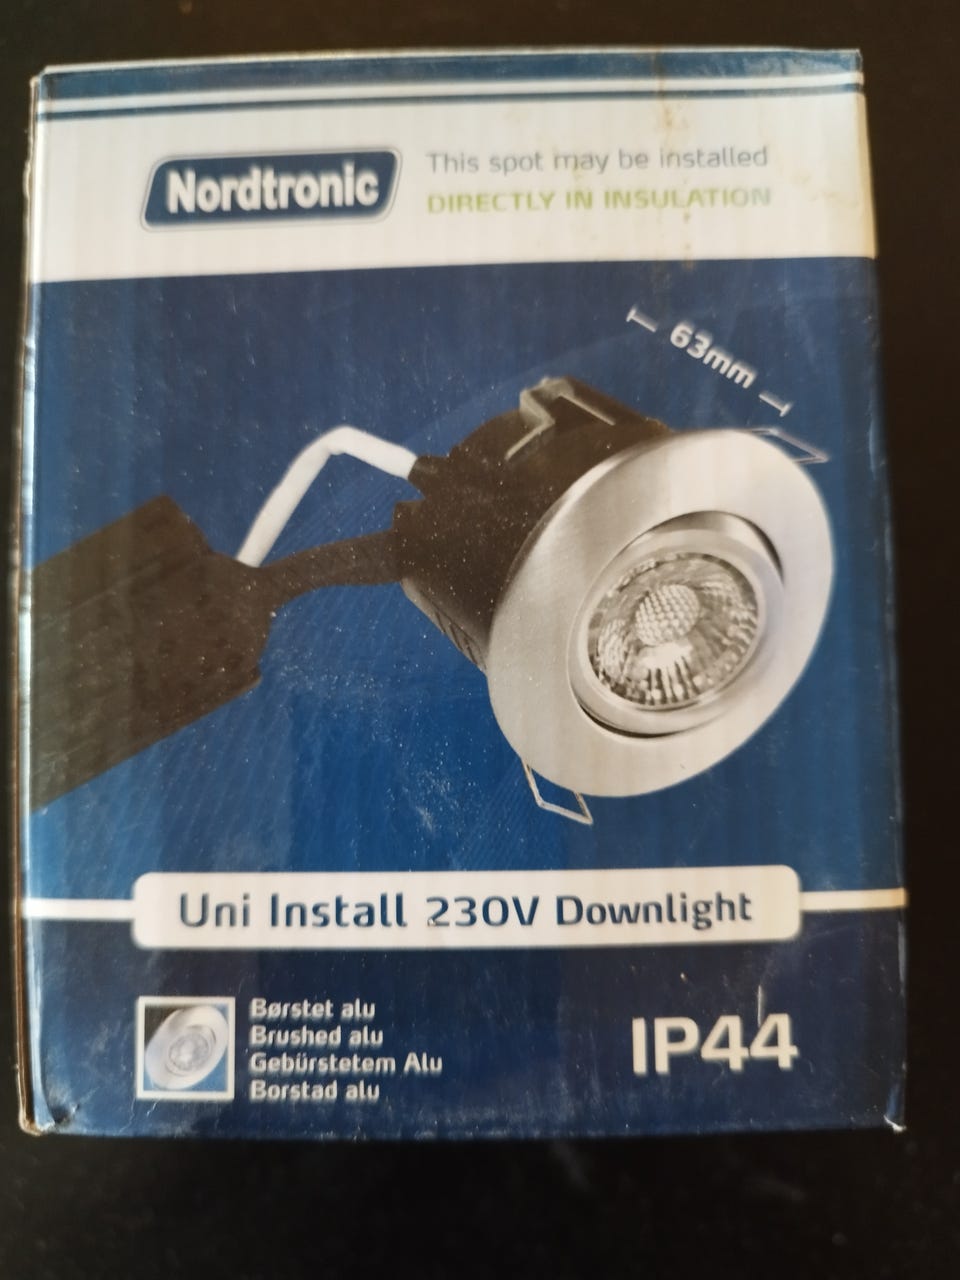 Nordtronic
This spot may be installed
DIRECTLY IN INSULATION
63mm
Uni Install 230V Downlight
Børstet alu
Brushed alu
Gebürstetem Alu
Borstad alu
IP44